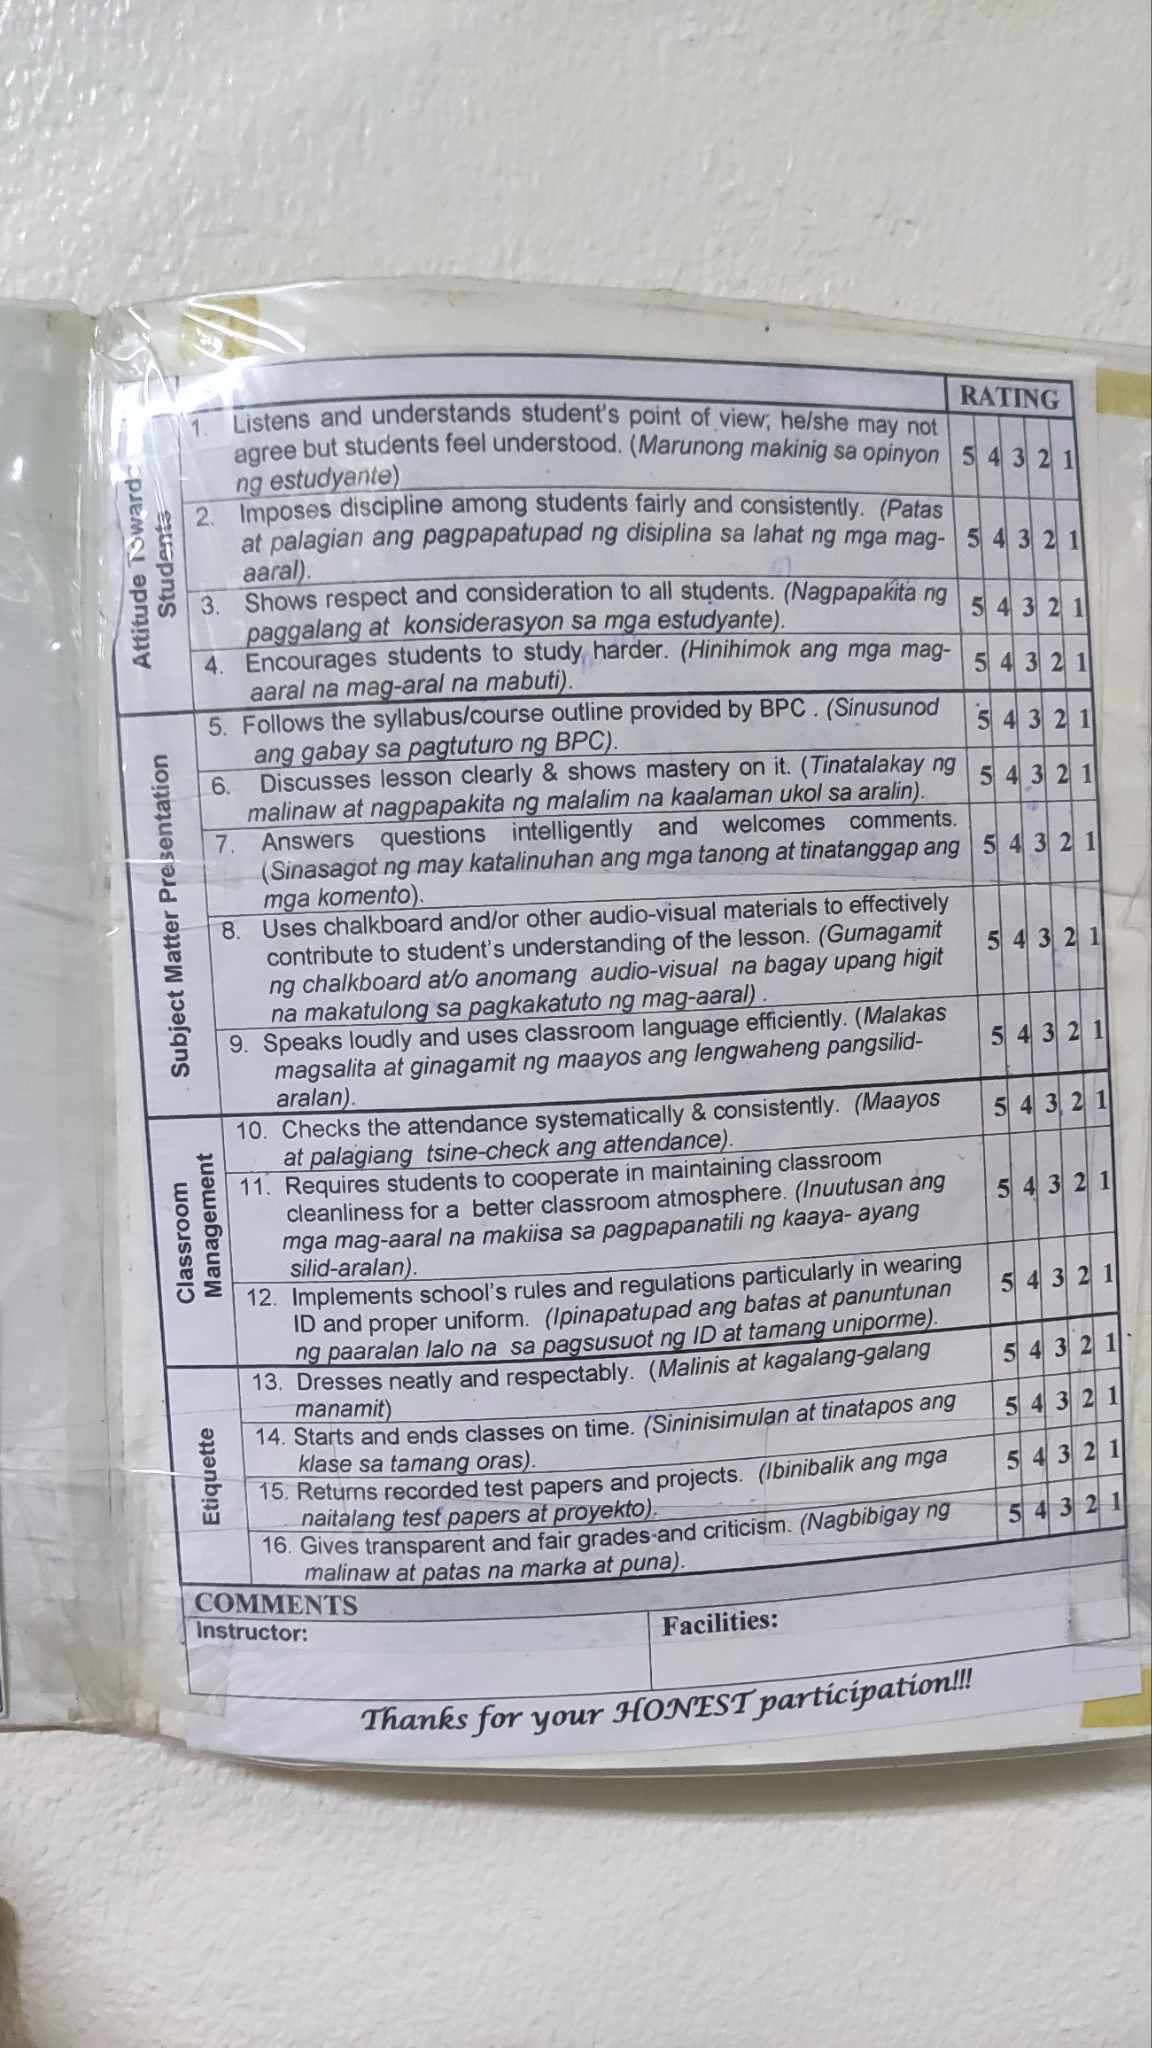 RATING
Attitude Towards
Students
1. Listens and understands student's point of view; he/she may not
agree but students feel understood. (Marunong makinig sa opinyon
ng estudyante)
5 4 3 2 1
2. Imposes discipline among students fairly and consistently. (Patas
at palagian ang pagpapatupad ng disiplina sa lahat ng mga mag-
aaral).
5 4 3 2 1
3. Shows respect and consideration to all students. (Nagpapakita ng
paggalang at konsiderasyon sa mga estudyante).
5 4 3 2 1
4. Encourages students to study harder. (Hinihimok ang mga mag-
aaral na mag-aral na mabuti).
5 4 3 2 1
Subject Matter Presentation
5. Follows the syllabus/course outline provided by BPC . (Sinusunod
ang gabay sa pagtuturo ng BPC).
5 4 3 2 1
6. Discusses lesson clearly & shows mastery on it. (Tinatalakay ng
malinaw at nagpapakita ng malalim na kaalaman ukol sa aralin).
5 4 3 2 1
7. Answers questions intelligently and welcomes comments.
(Sinasagot ng may katalinuhan ang mga tanong at tinatanggap ang
mga komento).
5 4 3 2 1
8. Uses chalkboard and/or other audio-visual materials to effectively
contribute to student's understanding of the lesson. (Gumagamit
ng chalkboard at/o anomang audio-visual na bagay upang higit
na makatulong sa pagkakatuto ng mag-aaral) .
5 4 3 2 1
9. Speaks loudly and uses classroom language efficiently. (Malakas
magsalita at ginagamit ng maayos ang lengwaheng pangsilid-
aralan).
5 4 3 2 1
Classroom
Management
10. Checks the attendance systematically & consistently. (Maayos
at palagiang tsine-check ang attendance).
5 4 3 2 1
11. Requires students to cooperate in maintaining classroom
cleanliness for a better classroom atmosphere. (Inuutusan ang
mga mag-aaral na makiisa sa pagpapanatili ng kaaya- ayang
silid-aralan).
5 4 3 2 1
12. Implements school's rules and regulations particularly in wearing
ID and proper uniform. (Ipinapatupad ang batas at panuntunan
ng paaralan lalo na sa pagsusuot ng ID at tamang uniporme).
5 4 3 2 1
Etiquette
13. Dresses neatly and respectably. (Malinis at kagalang-galang
manamit)
5 4 3 2 1
14. Starts and ends classes on time. (Sininisimulan at tinatapos ang
klase sa tamang oras).
5 4 3 2 1
15. Returns recorded test papers and projects. (Ibinibalik ang mga
naitalang test papers at proyekto).
5 4 3 2 1
16. Gives transparent and fair grades and criticism. (Nagbibigay ng
malinaw at patas na marka at puna).
5 4 3 2 1
COMMENTS
Instructor:
Facilities:
Thanks for your HONEST participation!!!